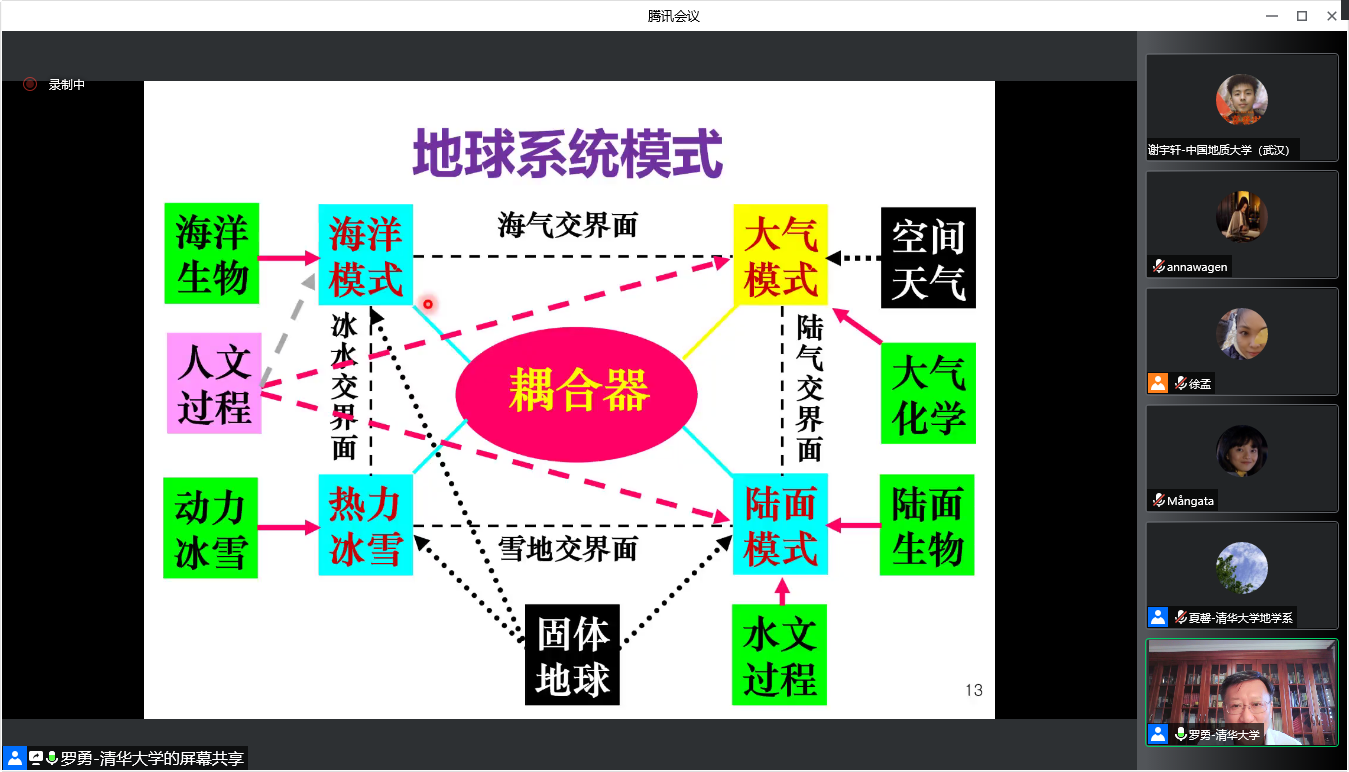 腾讯会议
录制中
地球系统模式
海洋
生物
海洋
模式
海气交界面
大气
模式
空间
天气
人文
过程
冰水交界面
耦合器
陆气交界面
大气
化学
动力
冰雪
热力
冰雪
雪地交界面
陆面
模式
陆面
生物
固体
地球
水文
过程
13
谢宇轩-中国地质大学（武汉）
annawagen
徐孟
Mångata
夏馨-清华大学地学系
罗勇-清华大学
罗勇-清华大学的屏幕共享